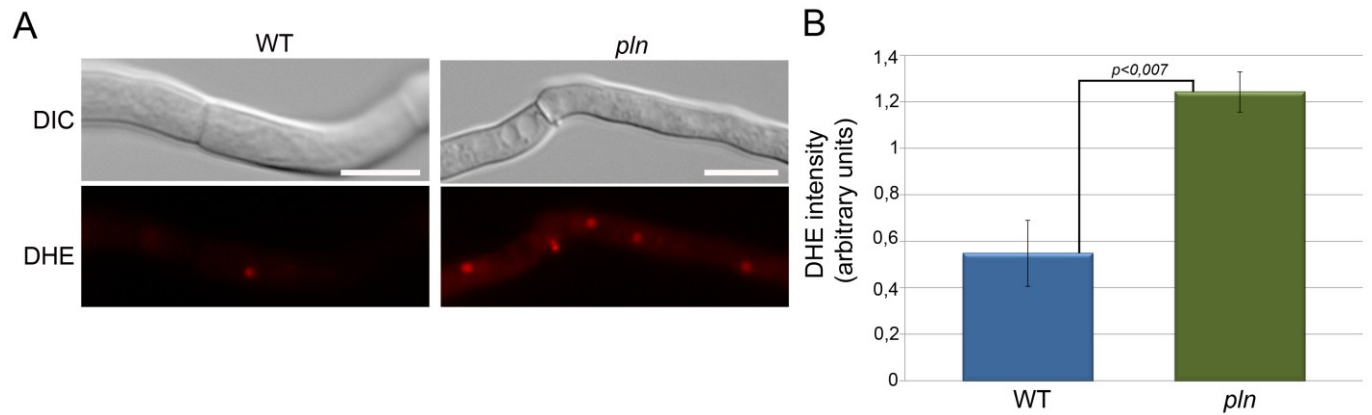 A
WT
pln
DIC
DHE
B
DHE intensity
(arbitrary units)
1,4
1,2
1
0,8
0,6
0,4
0,2
0
p<0,007
WT
pln